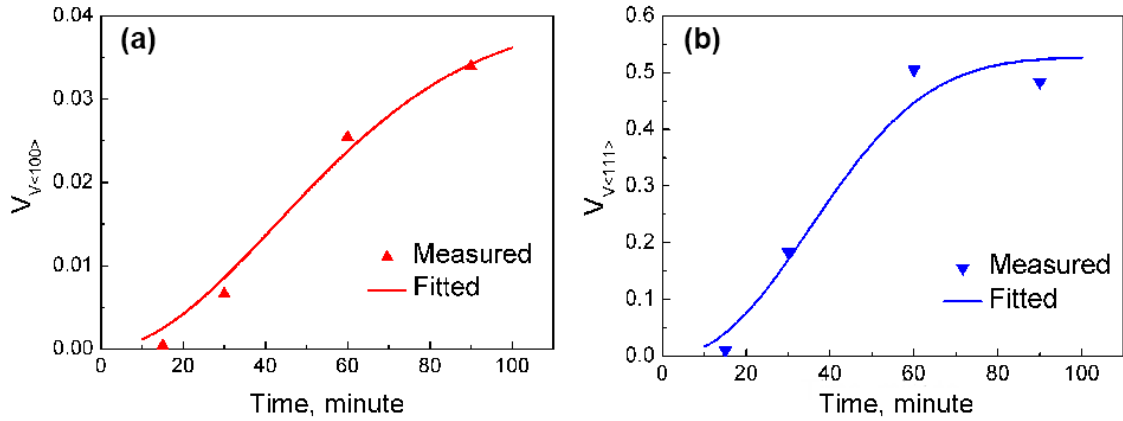 (a)
0.04
0.03
0.02
0.01
0.00
V_V<100>
0 20 40 60 80 100
Time, minute
Measured
Fitted
(b)
0.6
0.5
0.4
0.3
0.2
0.1
0.0
V_V<111>
0 20 40 60 80 100
Time, minute
Measured
Fitted